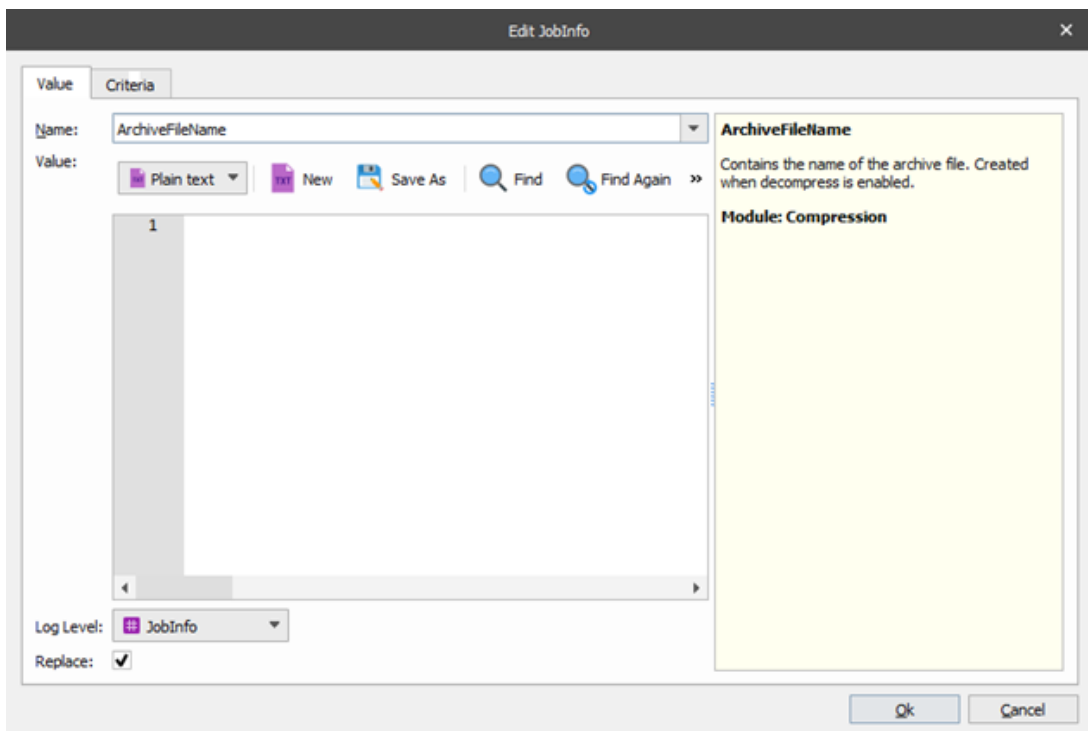 Edit JobInfo
Value Criteria
Name: ArchiveFileName
Value: Plain text New Save As Find Find Again »
1
ArchiveFileName
Contains the name of the archive file. Created
when decompress is enabled.
Module: Compression
Log Level: JobInfo
Replace:
Ok Cancel